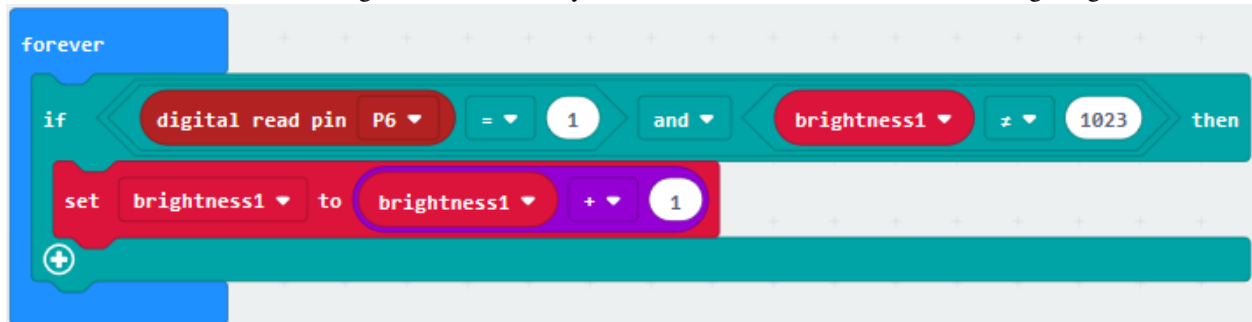 forever
if digital read pin P6 = 1 and brightness1 ≠ 1023 then
set brightness1 to brightness1 + 1